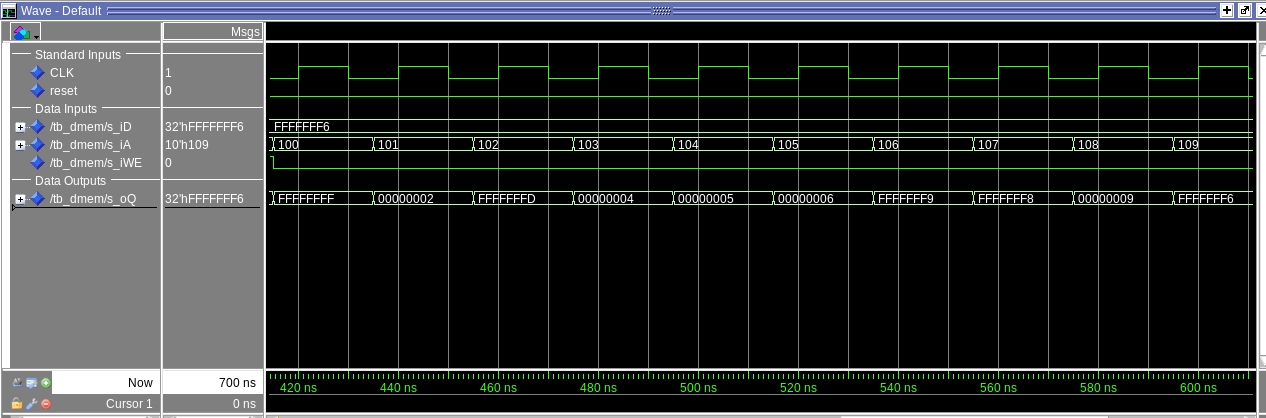 Wave - Default
Msgs
Standard Inputs
CLK 1
reset 0
Data Inputs
/tb_dmem/s_iD 32'hFFFFFFF6 FFFFFFF6
/tb_dmem/s_iA 10'h109 100 101 102 103 104 105 106 107 108 109
/tb_dmem/s_iWE 0
Data Outputs
/tb_dmem/s_oQ 32'hFFFFFFF6 FFFFFFFF 00000002 FFFFFFFD 00000004 00000005 00000006 FFFFFFF9 FFFFFFF8 00000009 FFFFFFF6
Now 700 ns 420 ns 440 ns 460 ns 480 ns 500 ns 520 ns 540 ns 560 ns 580 ns 600 ns
Cursor 1 0 ns